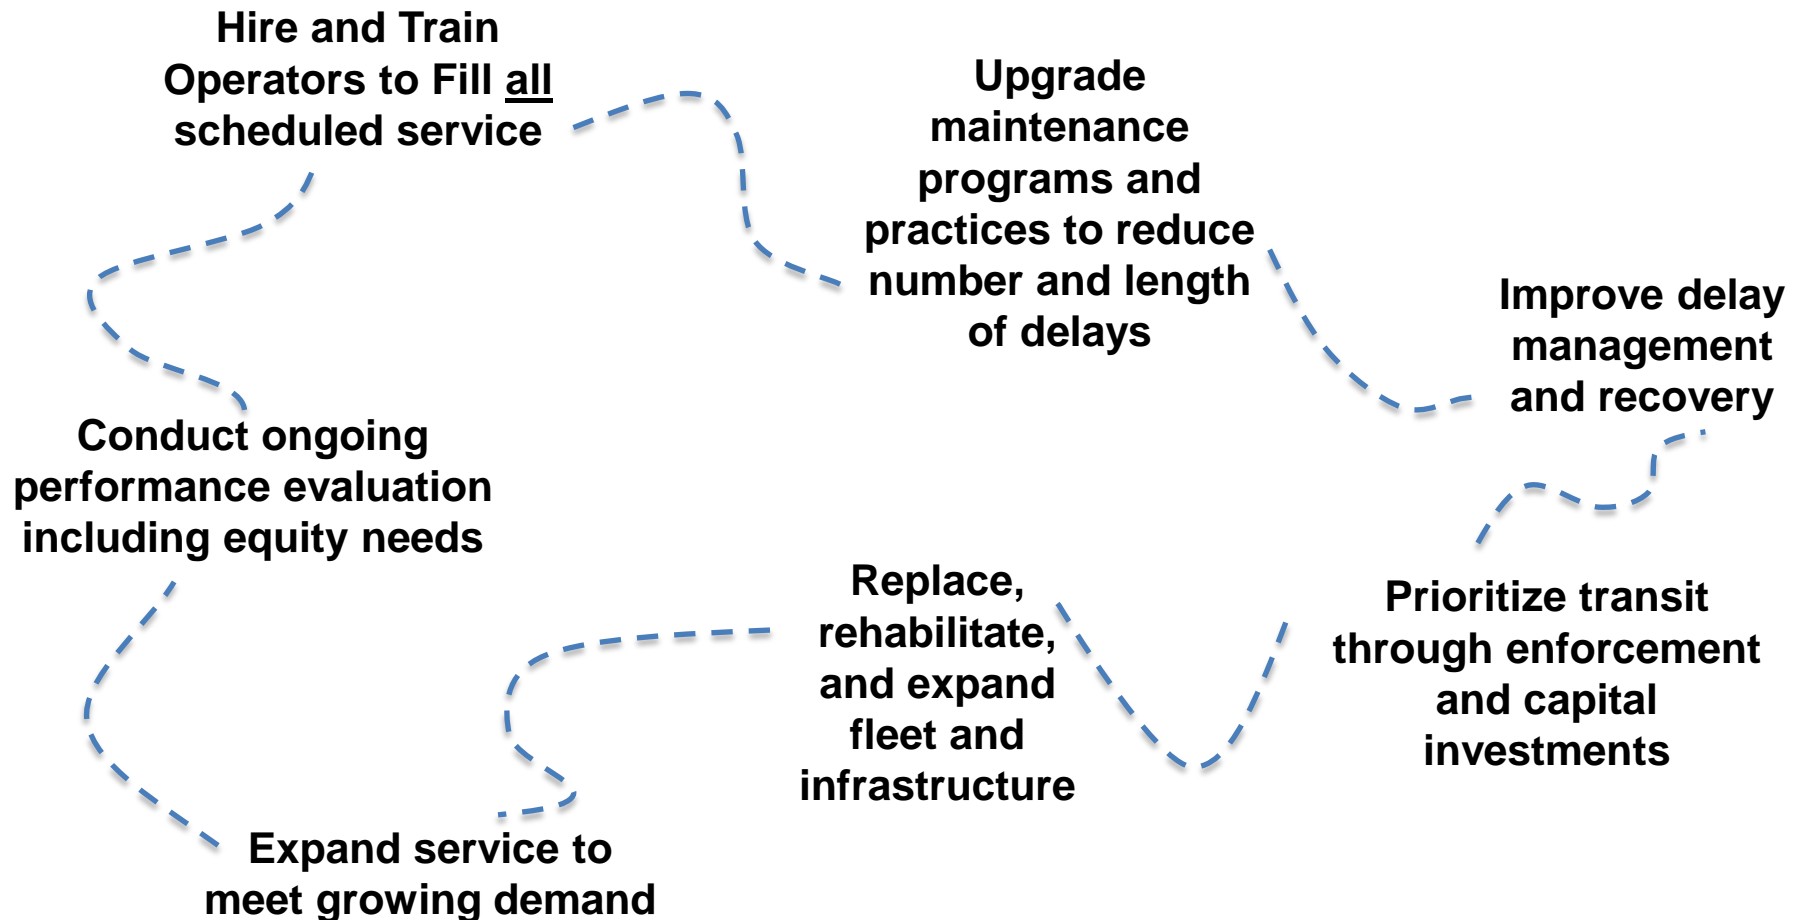 Hire and Train
Operators to Fill all
scheduled service
Upgrade
maintenance
programs and
practices to reduce
number and length
of delays
Improve delay
management
and recovery
Prioritize transit
through enforcement
and capital
investments
Replace,
rehabilitate,
and expand
fleet and
infrastructure
Expand service to
meet growing demand
Conduct ongoing
performance evaluation
including equity needs